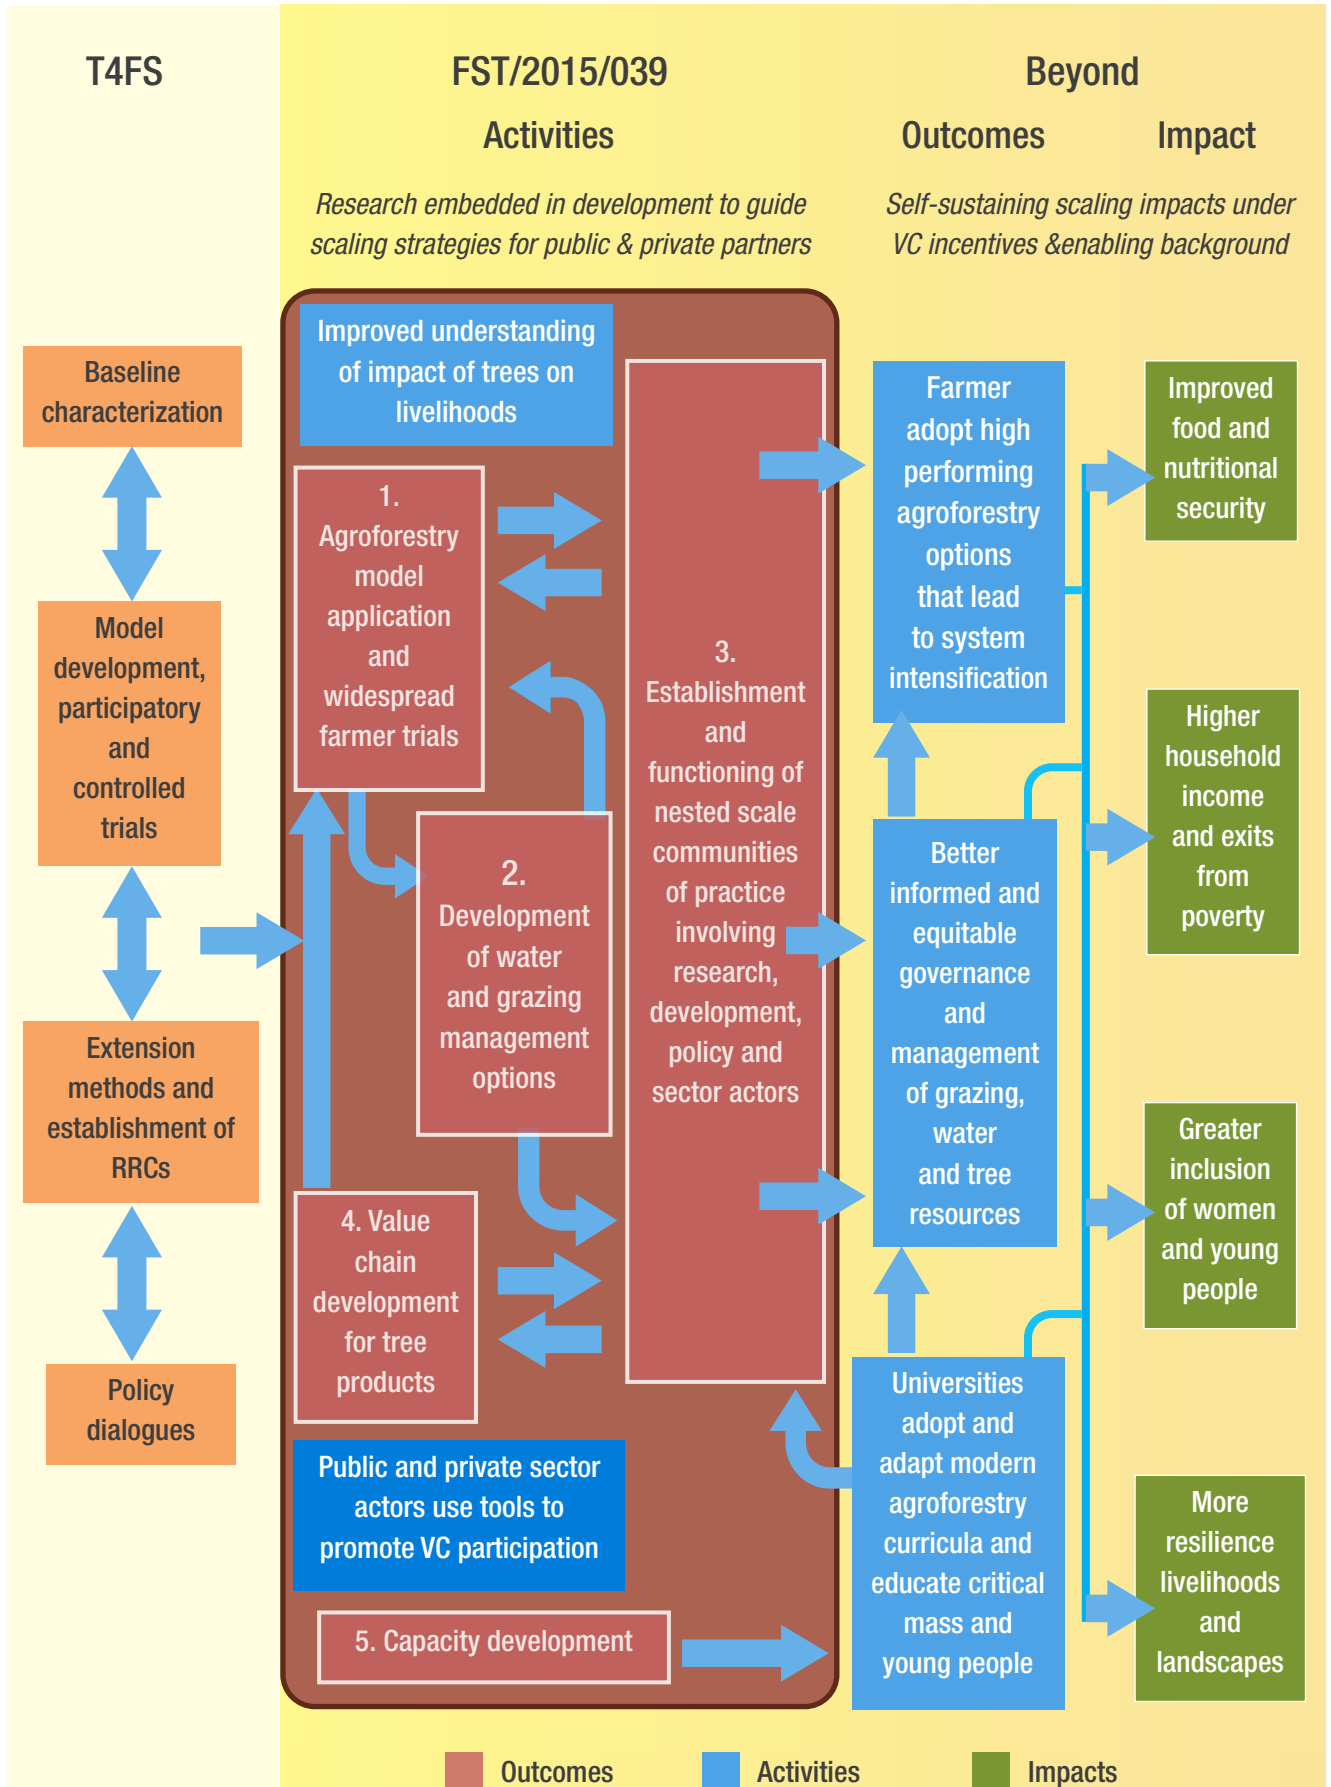 T4FS
FST/2015/039
Beyond
Activities
Outcomes
Impact
Research embedded in development to guide
scaling strategies for public & private partners
Self-sustaining scaling impacts under
VC incentives &enabling background
Baseline
characterization
Model
development,
participatory
and
controlled
trials
Extension
methods and
establishment of
RRCs
Policy
dialogues
Improved understanding
of impact of trees on
livelihoods
1.
Agroforestry
model
application
and
widespread
farmer trials
2.
Development
of water
and grazing
management
options
3.
Establishment
and
functioning of
nested scale
communities
of practice
involving
research,
development,
policy and
sector actors
4. Value
chain
development
for tree
products
Public and private sector
actors use tools to
promote VC participation
5. Capacity development
Farmer
adopt high
performing
agroforestry
options
that lead
to system
intensification
Better
informed and
equitable
governance
and
management
of grazing,
water
and tree
resources
Universities
adopt and
adapt modern
agroforestry
curricula and
educate critical
mass and
young people
Improved
food and
nutritional
security
Higher
household
income
and exits
from
poverty
Greater
inclusion
of women
and young
people
More
resilience
livelihoods
and
landscapes
Outcomes
Activities
Impacts